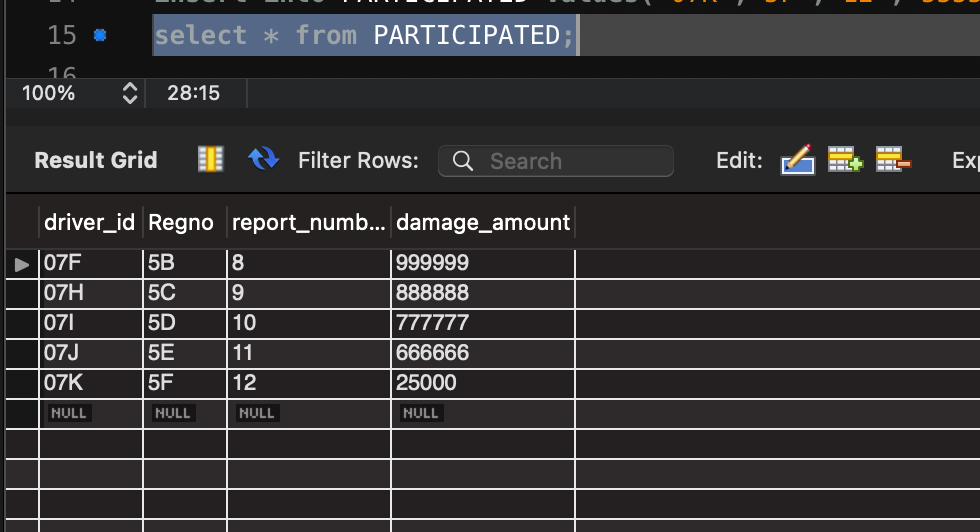 PARTICIPATED
15 select * from PARTICIPATED;
16
100% 28:15
Result Grid Filter Rows: Search Edit:
driver_id Regno report_numb... damage_amount
07F 5B 8 999999
07H 5C 9 888888
07I 5D 10 777777
07J 5E 11 666666
07K 5F 12 25000
NULL NULL NULL NULL